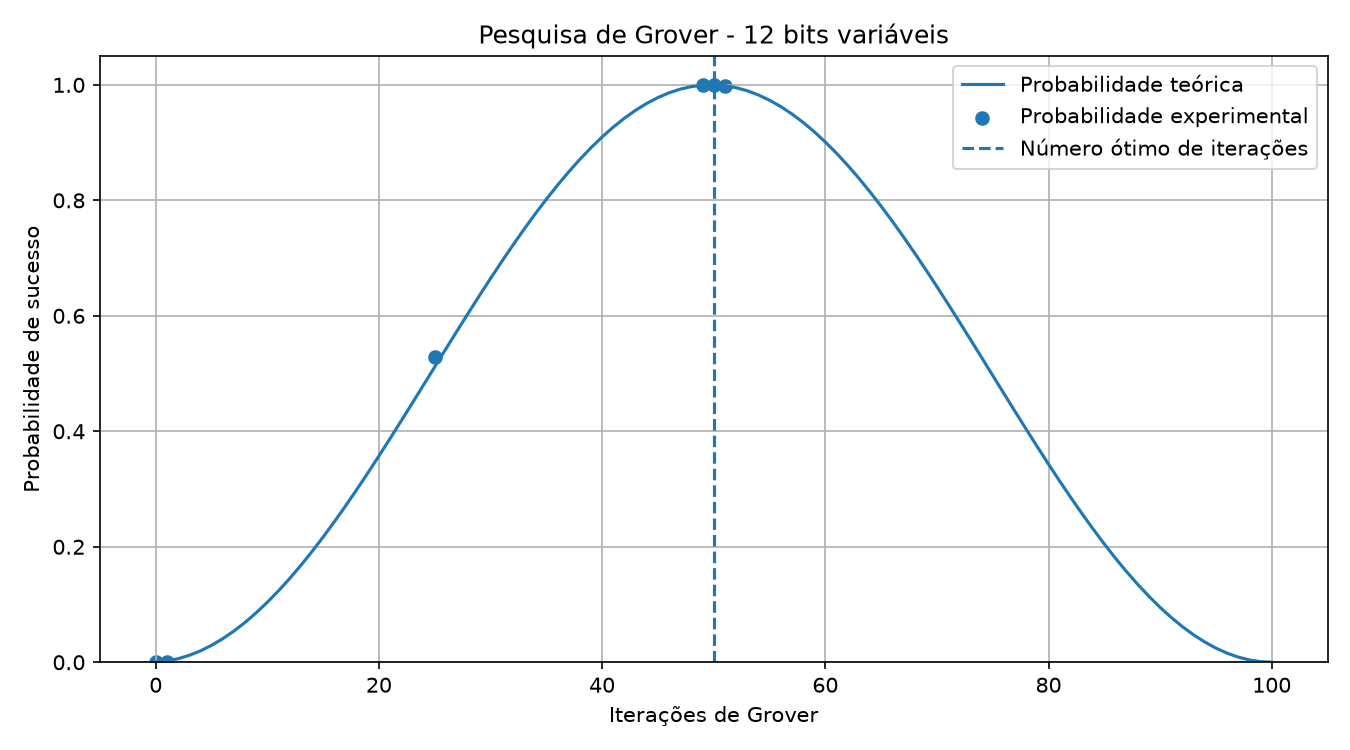 Pesquisa de Grover - 12 bits variáveis
Probabilidade teórica
Probabilidade experimental
Número ótimo de iterações
Probabilidade de sucesso
1.0
0.8
0.6
0.4
0.2
0.0
0 20 40 60 80 100
Iterações de Grover